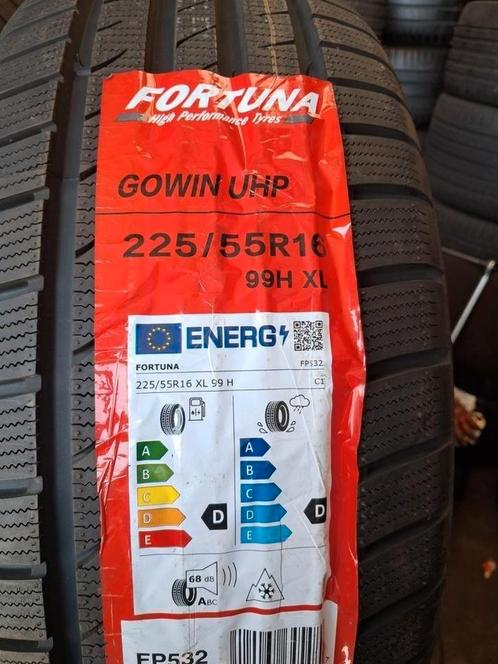 FORTUNA
High Performance Tyres
GOWIN UHP
225/55R16
99H XL
ENERG
FORTUNA FP532
225/55R16 XL 99 H C1
A
B
C
D
E
D
A
B
C
D
E
D
68 dB
ABC
FP532